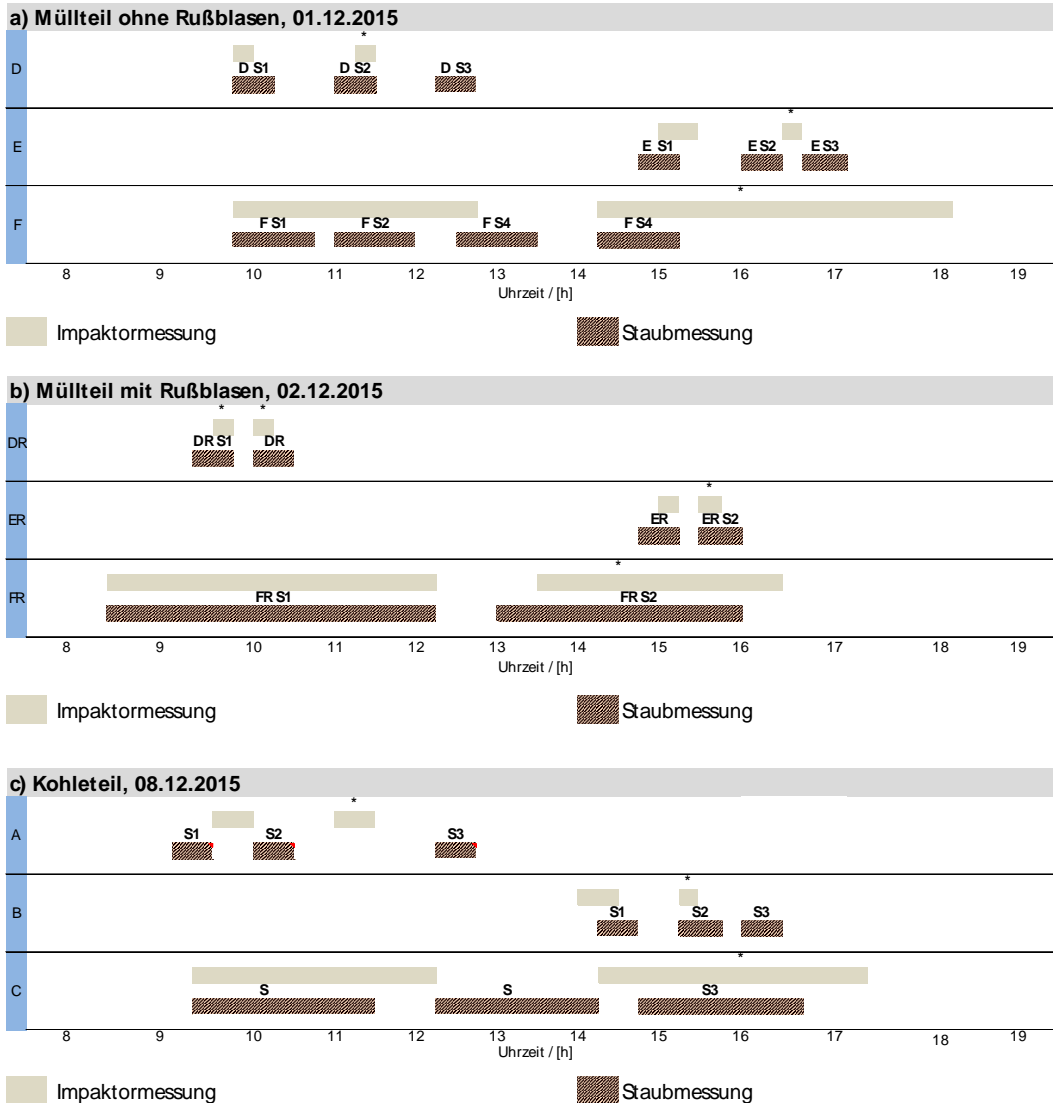 a) Müllteil ohne Rußblasen, 01.12.2015
*
D
D S1 D S2 D S3
*
E
E S1 E S2 E S3
*
F
F S1 F S2 F S4 F S4
8 9 10 11 12 13 14 15 16 17 18 19
Uhrzeit / [h]
Impaktormessung Staubmessung
b) Müllteil mit Rußblasen, 02.12.2015
* *
DR
DR S1 DR
*
ER
ER ER S2
*
FR
FR S1 FR S2
8 9 10 11 12 13 14 15 16 17 18 19
Uhrzeit / [h]
Impaktormessung Staubmessung
c) Kohleteil, 08.12.2015
*
A
S1 S2 S3
*
B
S1 S2 S3
*
C
S S S3
8 9 10 11 12 13 14 15 16 17 18 19
Uhrzeit / [h]
Impaktormessung Staubmessung